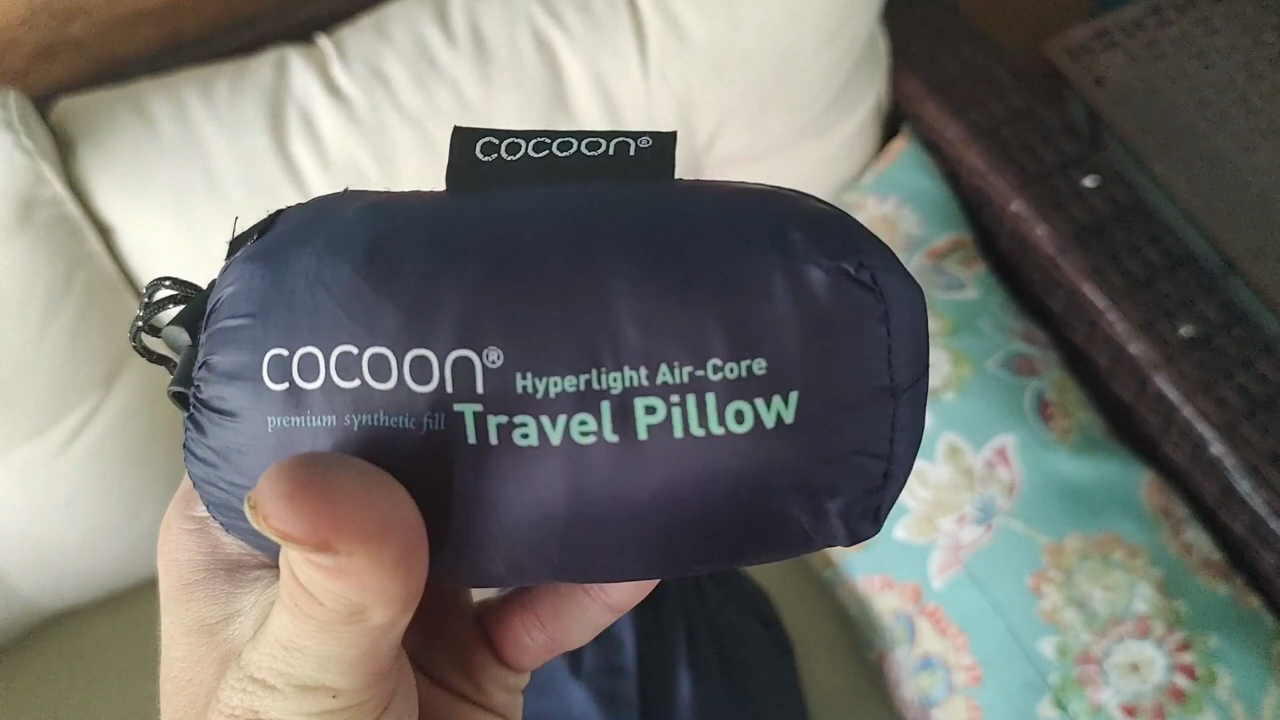 cocoon®
cocoon® Hyperlight Air-Core
premium synthetic fill Travel Pillow